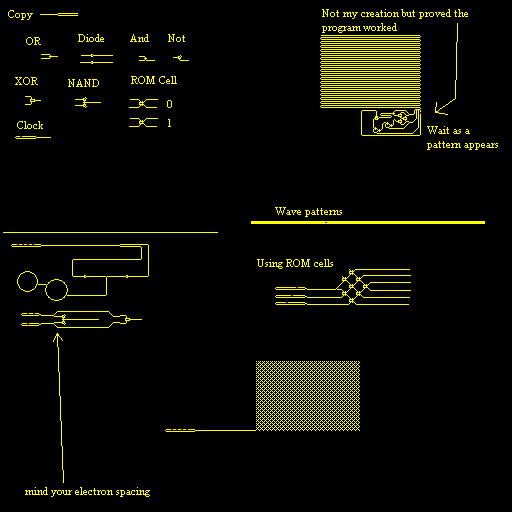 Copy
OR
Diode
And
Not
XOR
NAND
ROM Cell
0
1
Clock
Not my creation but proved the
program worked
Wait as a
pattern appears
Wave patterns
Using ROM cells
mind your electron spacing